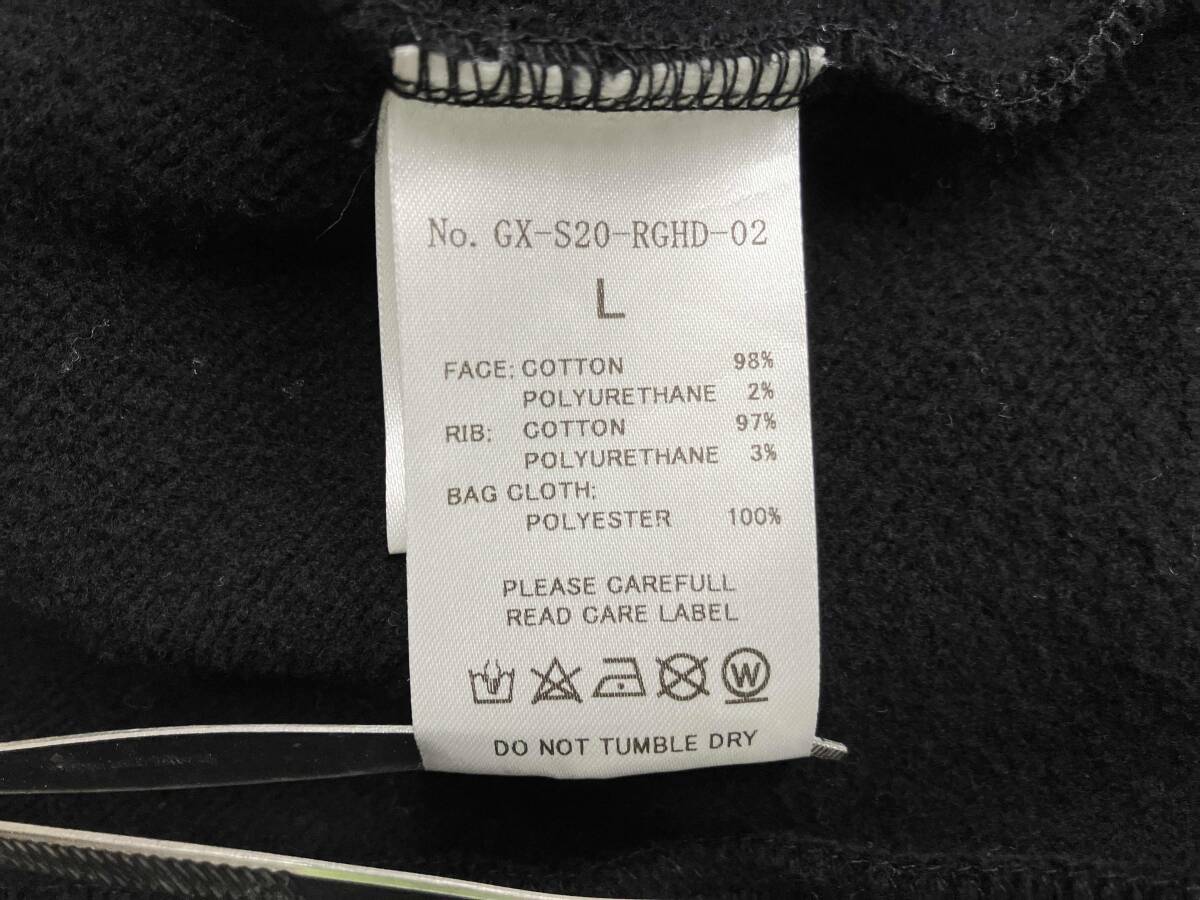 No. GX-S20-RGHD-02
L
FACE: COTTON 98%
POLYURETHANE 2%
RIB: COTTON 97%
POLYURETHANE 3%
BAG CLOTH:
POLYESTER 100%
PLEASE CAREFULL
READ CARE LABEL
W
DO NOT TUMBLE DRY